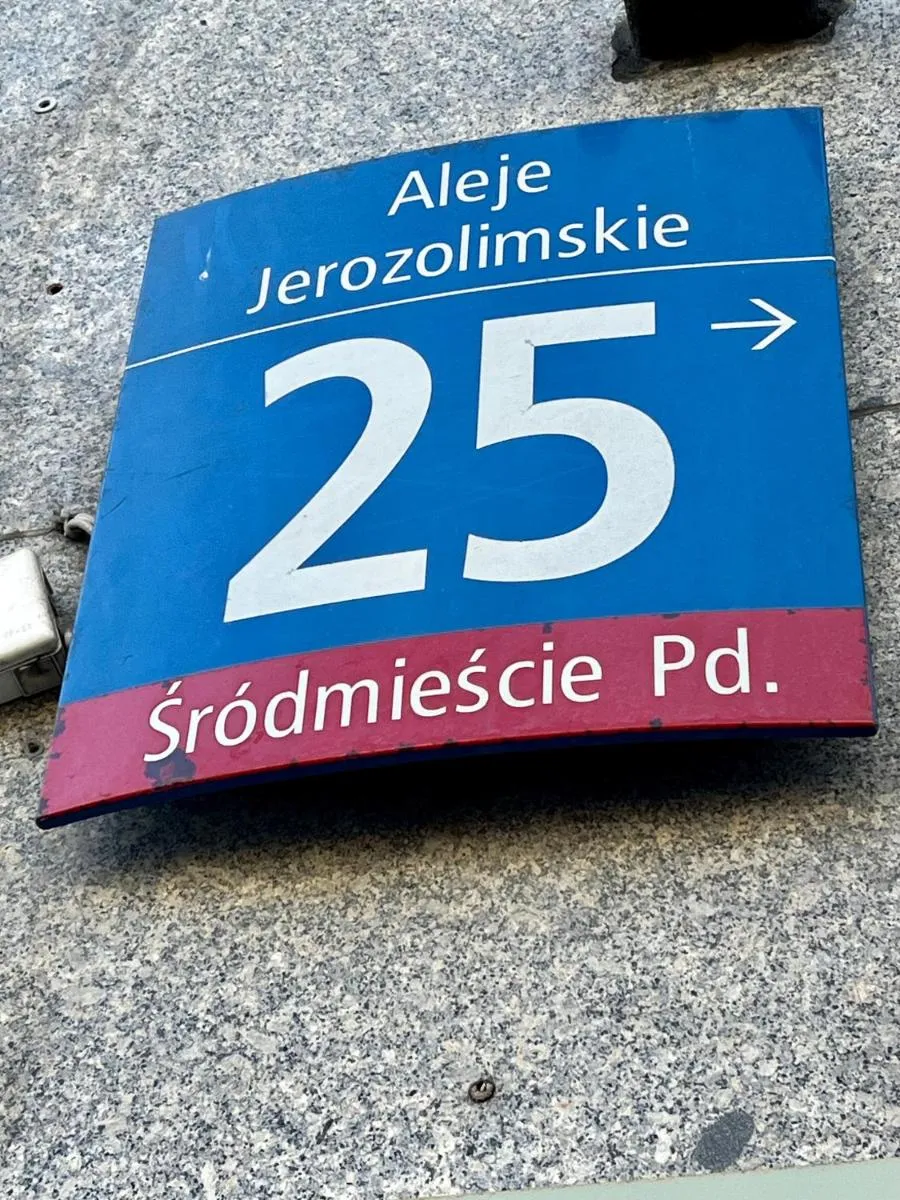 Aleje
Jerozolimskie
25 →
Śródmieście Pd.